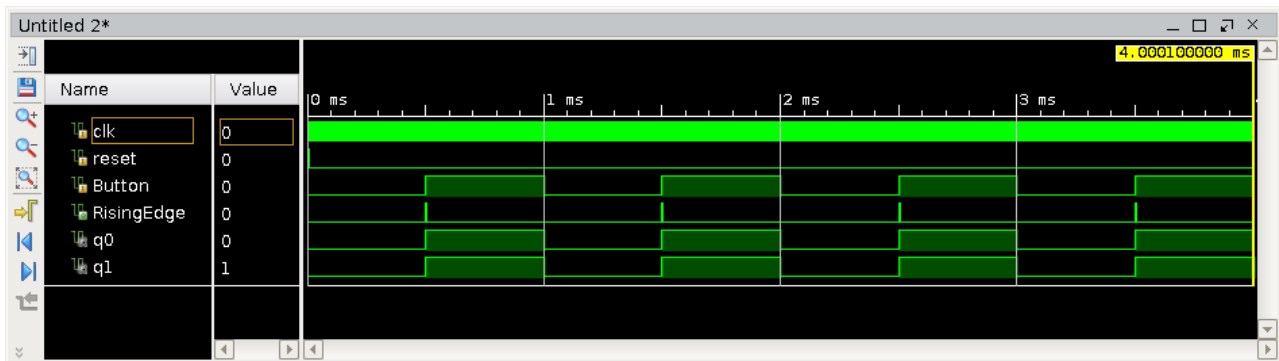 Untitled 2*
4.000100000 ms
Name Value
0 ms 1 ms 2 ms 3 ms
clk 0
reset 0
Button 0
RisingEdge 0
q0 0
q1 1